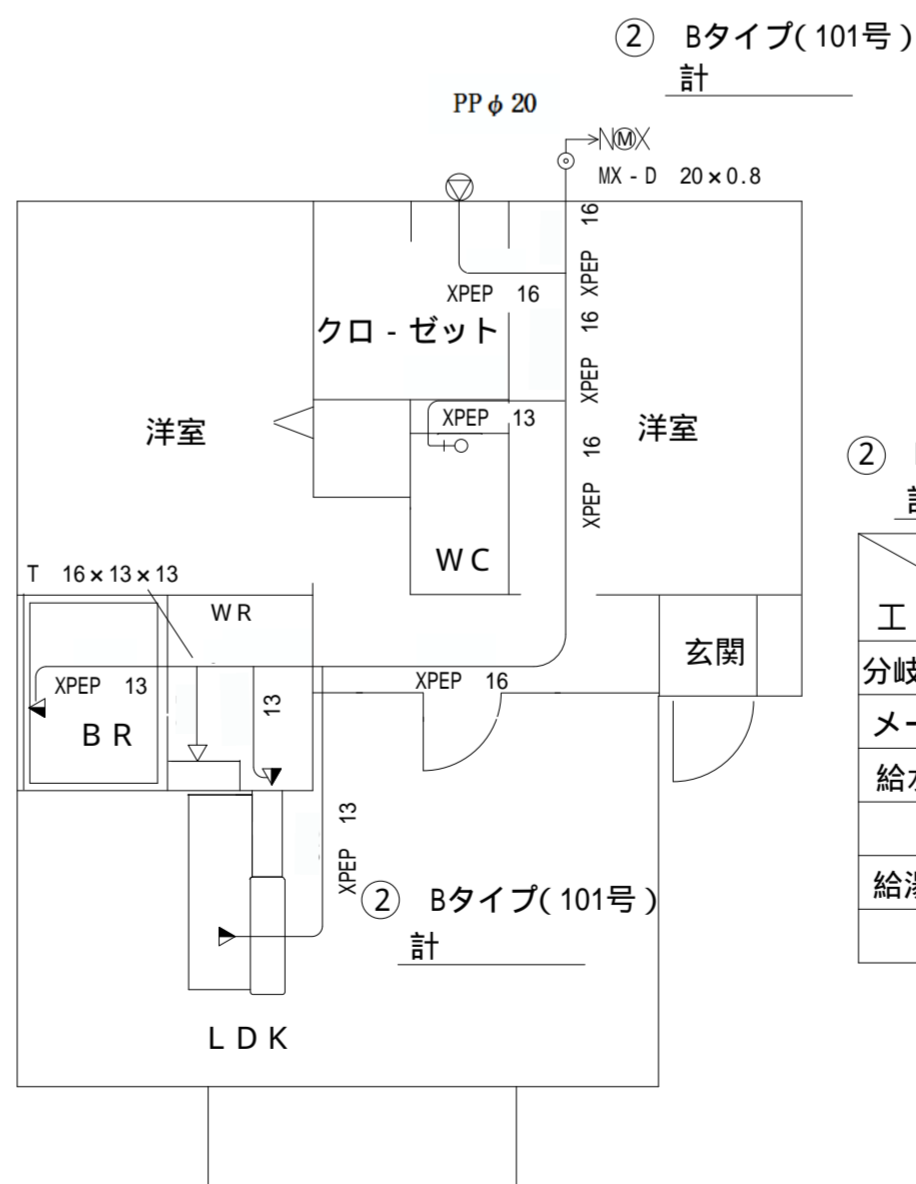 ② Bタイプ(101号)
計
PPφ20
N Ⓜ X
MX-D 20×0.8
XPEP 16
XPEP 16
クロ-ゼット
XPEP 16
洋室
XPEP 13
洋室
XPEP 16
②
WC
T 16×13×13
WR
工
玄関
分岐
XPEP 13
XPEP 16
13
BR
メー
給水
XPEP 13
② Bタイプ(101号)
計
給湯
LDK